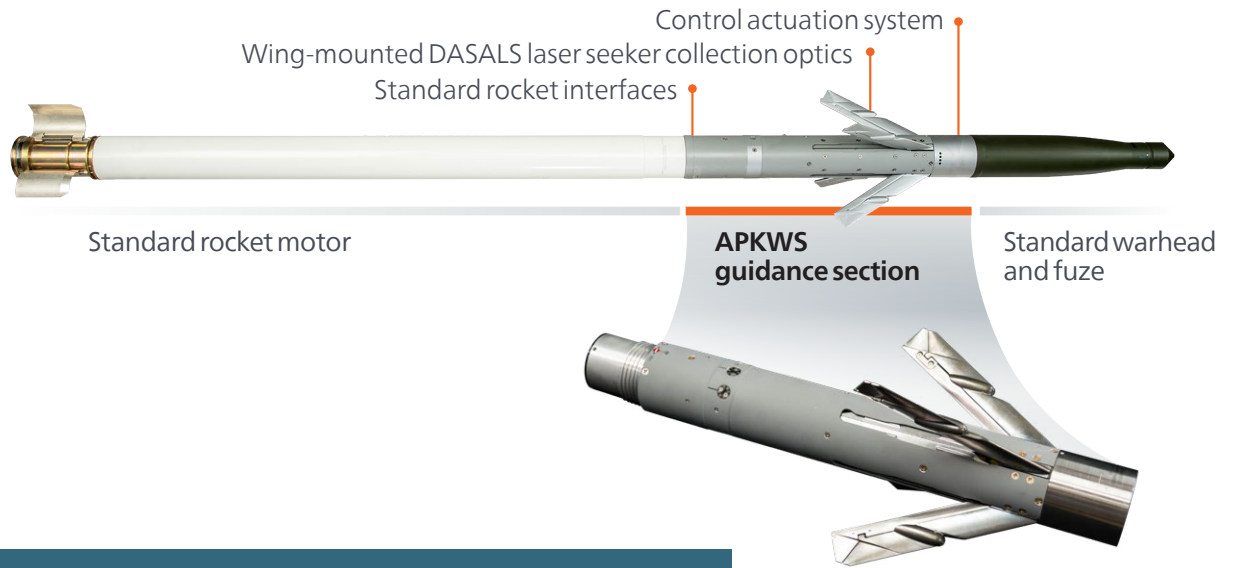 Control actuation system
Wing-mounted DASALS laser seeker collection optics
Standard rocket interfaces
Standard rocket motor
APKWS
guidance section
Standard warhead
and fuze